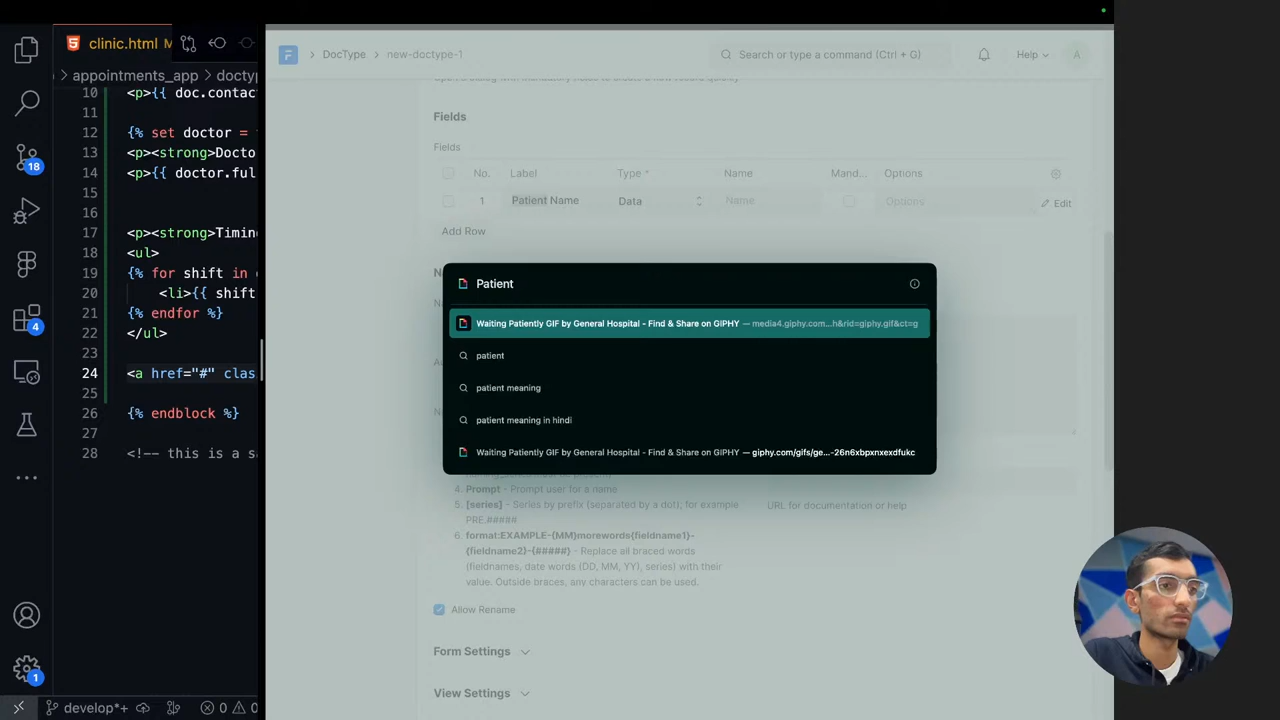 clinic.html M
appointments_app > doctyp
10 <p>{{ doc.contac
11
12 {% set doctor =
13 <p><strong>Docto
14 <p>{{ doctor.ful
15
16
17 <p><strong>Timin
18 <ul>
19 {% for shift in
20 <li>{{ shift
21 {% endfor %}
22 </ul>
23
24 <a href="#" clas
25
26 {% endblock %}
27
28 <!-- this is a sa
18
4
1
develop*+
0 0
DocType > new-doctype-1
Search or type a command (Ctrl + G)
Help
A
Fields
Fields
No. Label Type * Name Mand... Options
1 Patient Name Data Name Options Edit
Add Row
Patient
Waiting Patiently GIF by General Hospital - Find & Share on GIPHY — media4.giphy.com...h&rid=giphy.gif&ct=g
patient
patient meaning
patient meaning in hindi
Waiting Patiently GIF by General Hospital - Find & Share on GIPHY — giphy.com/gifs/ge...-26n6xbpxnxexdfukc
4. Prompt - Prompt user for a name
5. [series] - Series by prefix (separated by a dot); for example
PRE.#####
6. format:EXAMPLE-{MM}morewords{fieldname1}-
{fieldname2}-{#####} - Replace all braced words
(fieldnames, date words (DD, MM, YY), series) with their
value. Outside braces, any characters can be used.
URL for documentation or help
Allow Rename
Form Settings
View Settings